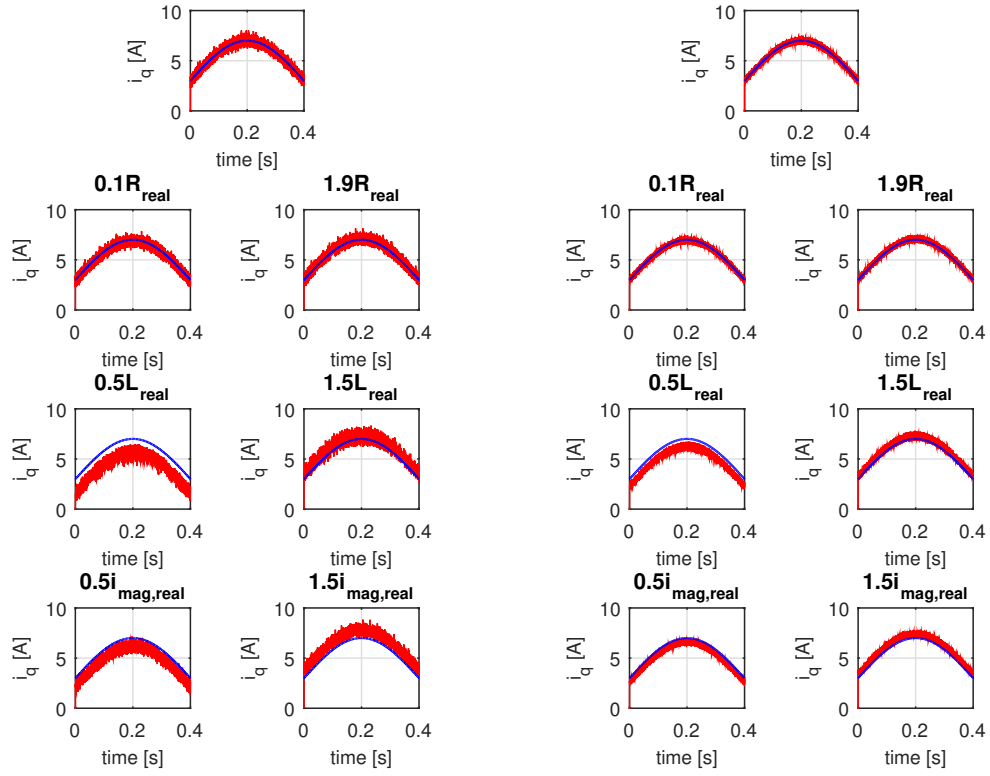 10
5
0
i_q [A]
0 0.2 0.4
time [s]
10
5
0
i_q [A]
0 0.2 0.4
time [s]
0.1R_real
10
5
0
i_q [A]
0 0.2 0.4
time [s]
1.9R_real
10
5
0
i_q [A]
0 0.2 0.4
time [s]
0.1R_real
10
5
0
i_q [A]
0 0.2 0.4
time [s]
1.9R_real
10
5
0
i_q [A]
0 0.2 0.4
time [s]
0.5L_real
10
5
0
i_q [A]
0 0.2 0.4
time [s]
1.5L_real
10
5
0
i_q [A]
0 0.2 0.4
time [s]
0.5L_real
10
5
0
i_q [A]
0 0.2 0.4
time [s]
1.5L_real
10
5
0
i_q [A]
0 0.2 0.4
time [s]
0.5i_mag,real
10
5
0
i_q [A]
0 0.2 0.4
time [s]
1.5i_mag,real
10
5
0
i_q [A]
0 0.2 0.4
time [s]
0.5i_mag,real
10
5
0
i_q [A]
0 0.2 0.4
time [s]
1.5i_mag,real
10
5
0
i_q [A]
0 0.2 0.4
time [s]